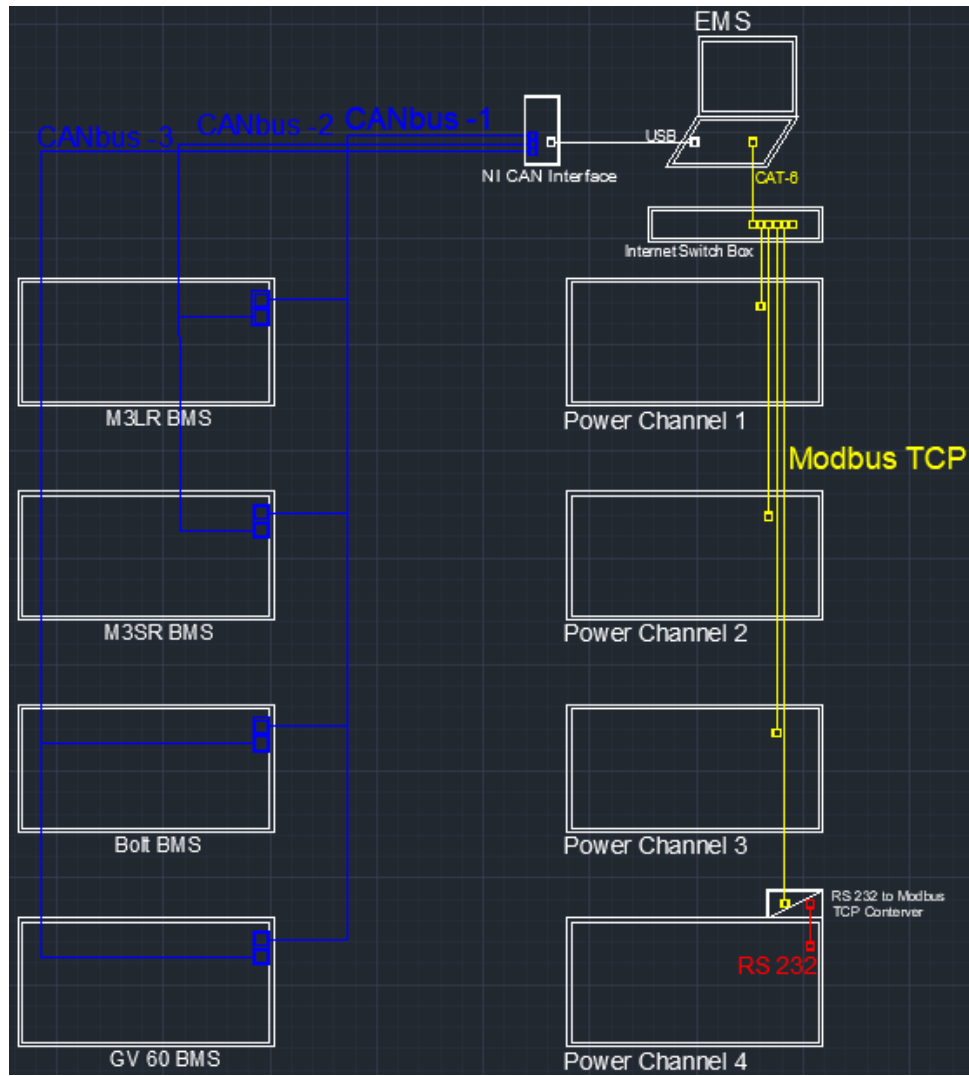 EMS
CANbus -3
CANbus -2
CANbus -1
USB
NI CAN Interface
CAT-6
Internet Switch Box
M3LR BMS
Power Channel 1
Modbus TCP
M3SR BMS
Power Channel 2
Bolt BMS
Power Channel 3
RS 232 to Modbus
TCP Conterver
RS 232
GV 60 BMS
Power Channel 4